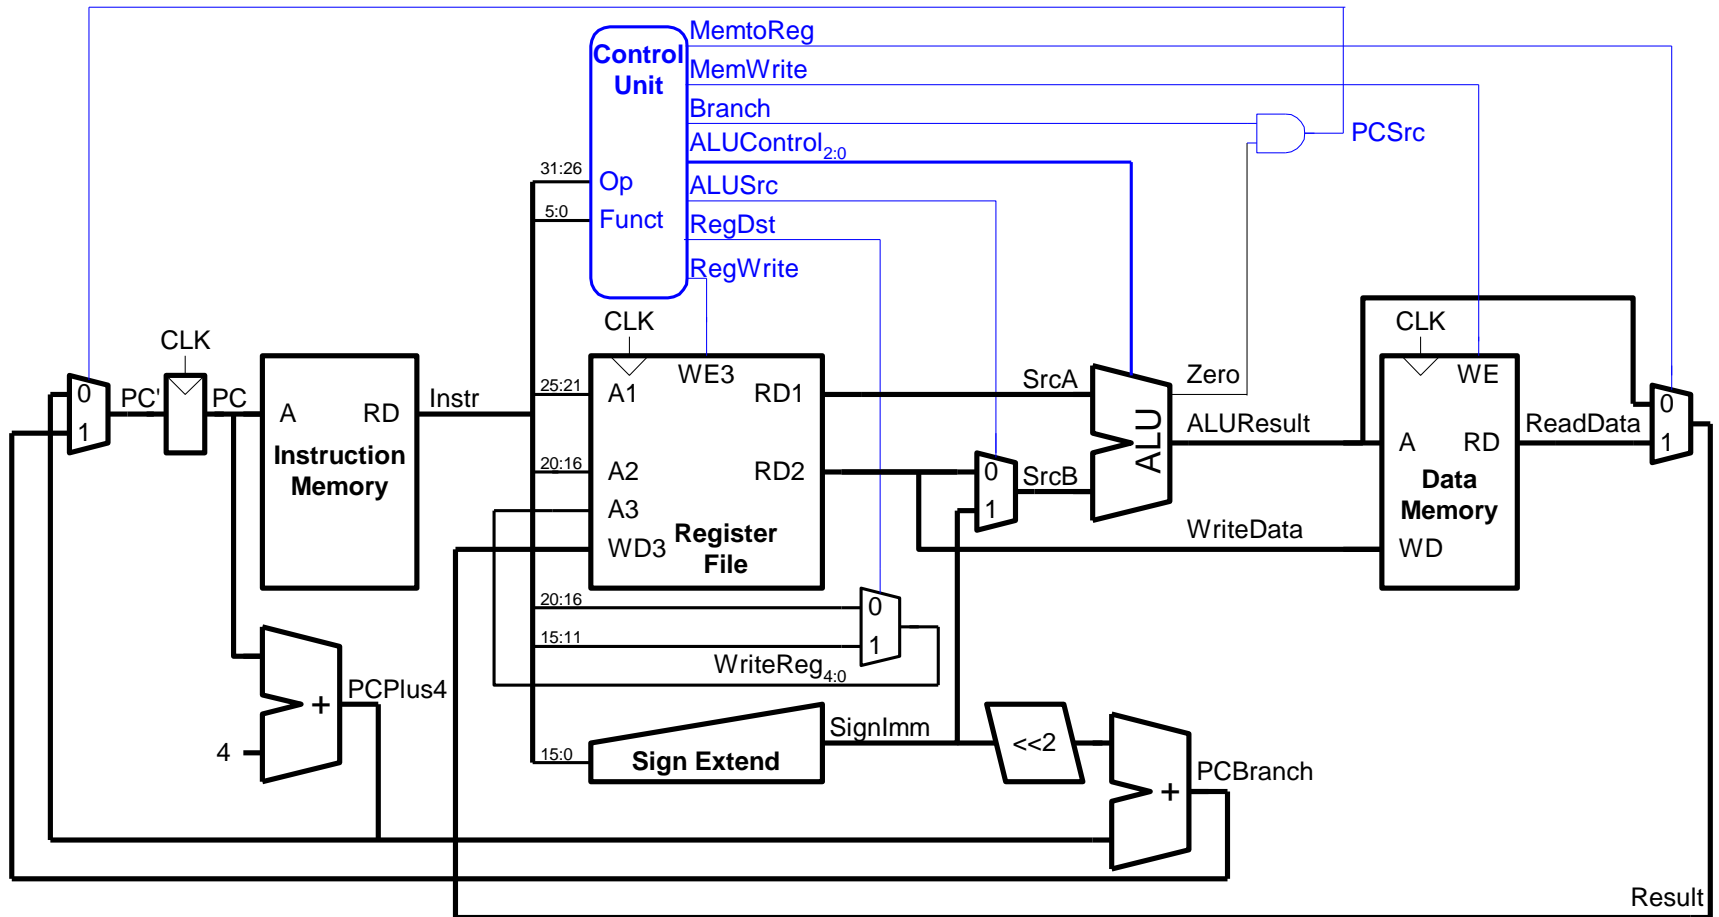 MemtoReg
Control
Unit
MemWrite
Branch
PCSrc
ALUControl2:0
31:26
Op
ALUSrc
5:0
Funct
RegDst
RegWrite
CLK
CLK
CLK
0
1
PC'
PC
A
RD
Instruction
Memory
Instr
25:21
A1
WE3
RD1
SrcA
20:16
A2
RD2
0
1
SrcB
A3
WD3
Register
File
ALU
Zero
ALUResult
WriteData
WE
A
RD
Data
Memory
WD
ReadData
0
1
20:16
0
15:11
1
WriteReg4:0
PCPlus4
+
4
15:0
Sign Extend
SignImm
<<2
+
PCBranch
Result